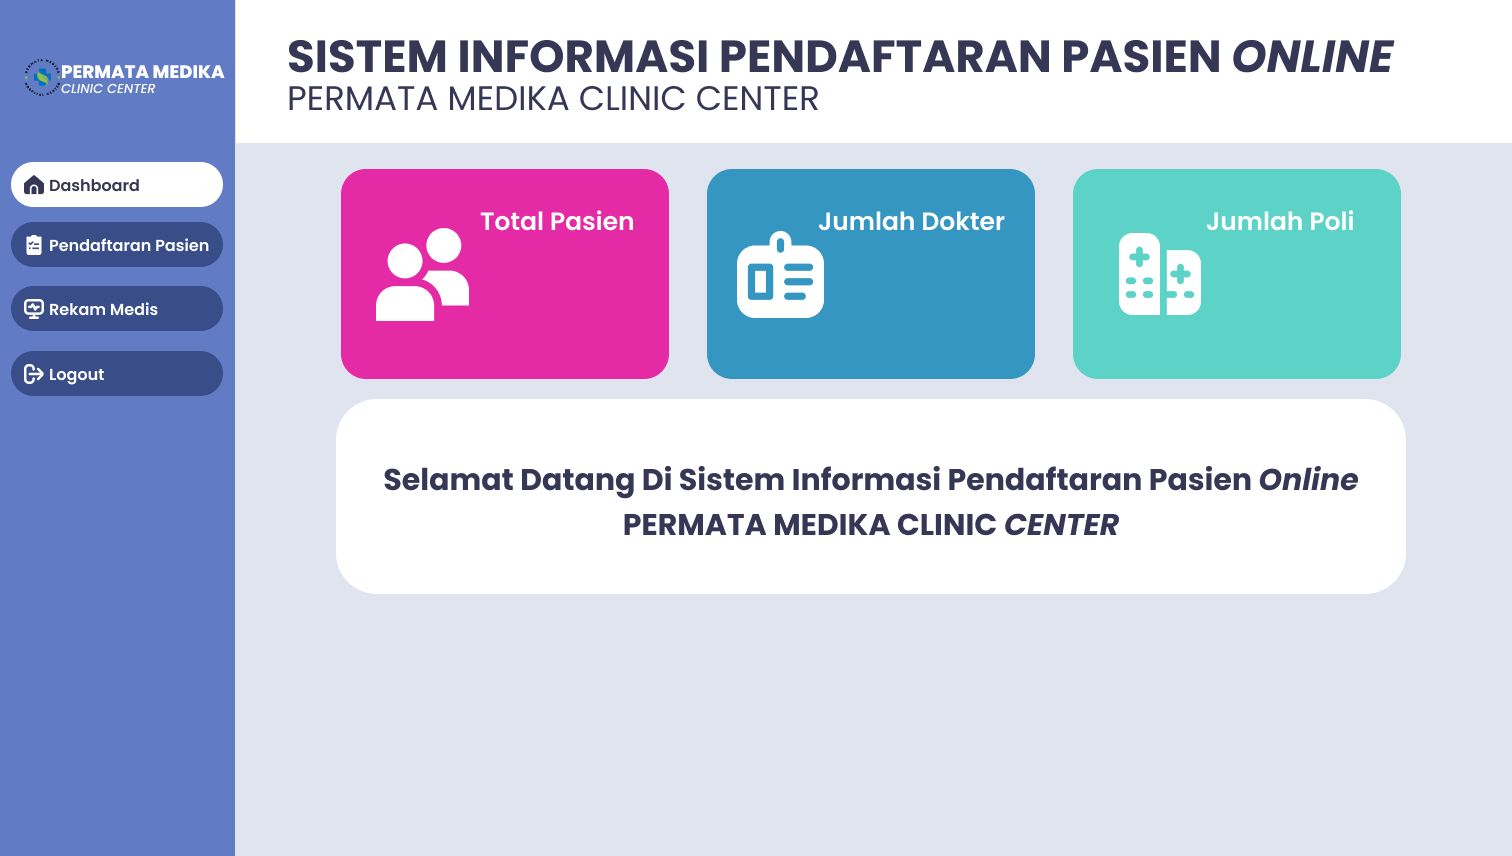 PERMATA MEDIKA
CLINIC CENTER
Dashboard
Pendaftaran Pasien
Rekam Medis
Logout
SISTEM INFORMASI PENDAFTARAN PASIEN ONLINE
PERMATA MEDIKA CLINIC CENTER
Total Pasien
Jumlah Dokter
Jumlah Poli
Selamat Datang Di Sistem Informasi Pendaftaran Pasien Online
PERMATA MEDIKA CLINIC CENTER